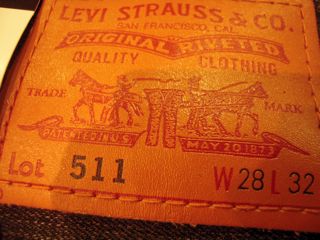 LEVI STRAUSS & CO.
SAN FRANCISCO, CAL.
ORIGINAL RIVETED
QUALITY CLOTHING
TRADE MARK
PATENTED IN U.S. MAY 20 1873
Lot 511 W 28 L 32